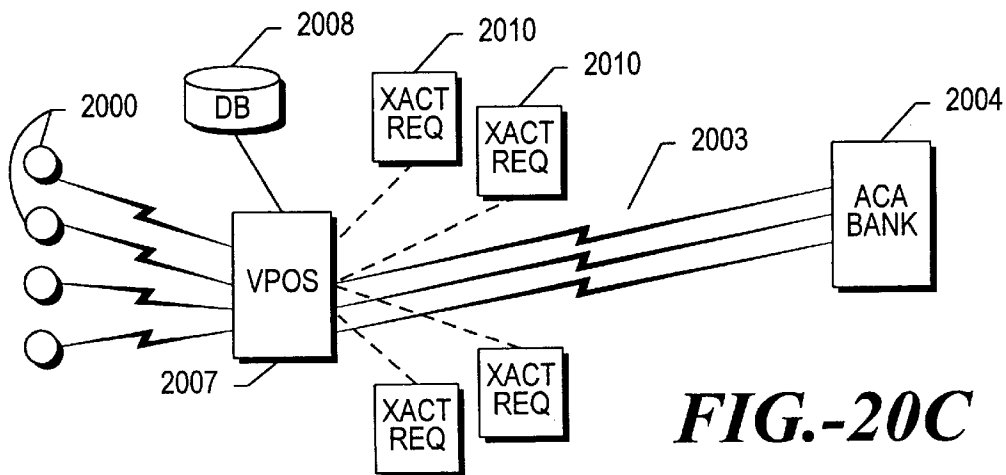 2008
2010
2010
2000
DB
XACT
REQ
XACT
REQ
2003
2004
ACA
BANK
VPOS
2007
XACT
REQ
XACT
REQ
FIG.-20C